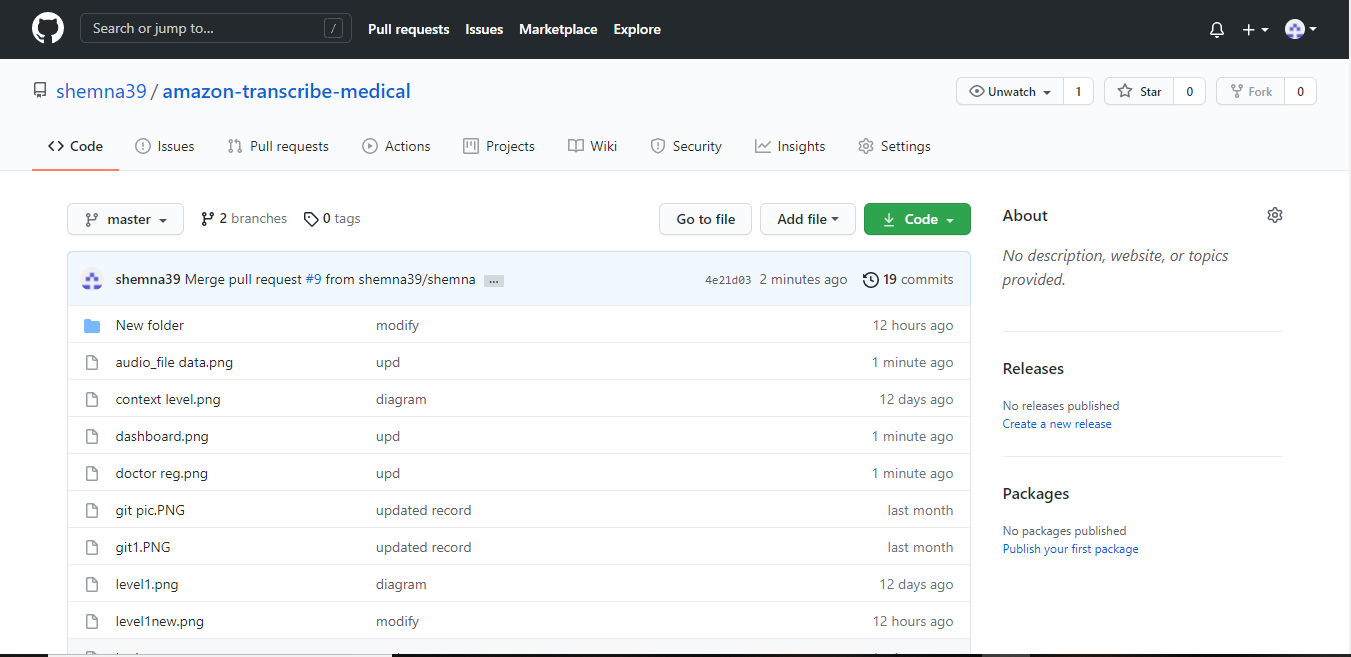 Search or jump to... /
Pull requests Issues Marketplace Explore
shemna39 / amazon-transcribe-medical
Unwatch 1 Star 0 Fork 0
Code Issues Pull requests Actions Projects Wiki Security Insights Settings
master 2 branches 0 tags Go to file Add file Code
shemna39 Merge pull request #9 from shemna39/shemna ... 4e21d03 2 minutes ago 19 commits
New folder modify 12 hours ago
audio_file data.png upd 1 minute ago
context level.png diagram 12 days ago
dashboard.png upd 1 minute ago
doctor reg.png upd 1 minute ago
git pic.PNG updated record last month
git1.PNG updated record last month
level1.png diagram 12 days ago
level1new.png modify 12 hours ago
About
No description, website, or topics
provided.
Releases
No releases published
Create a new release
Packages
No packages published
Publish your first package